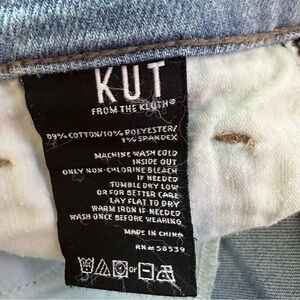 KUT
FROM THE KLOTH®
89% COTTON/10% POLYESTER/
1% SPANDEX
MACHINE WASH COLD
INSIDE OUT
ONLY NON-CHLORINE BLEACH
IF NEEDED
TUMBLE DRY LOW
OR FOR BETTER CARE
LAY FLAT TO DRY
WARM IRON IF NEEDED
WASH ONCE BEFORE WEARING
MADE IN CHINA
RN# 58539
or